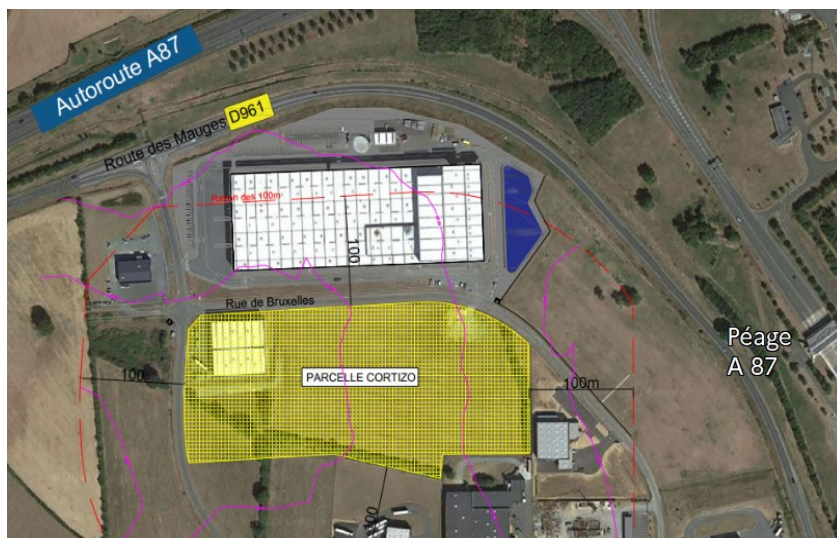 Autoroute A87
Route des Mauges D961
Rayon des 100m
100
Rue de Bruxelles
Péage
A 87
100
PARCELLE CORTIZO
100m
100